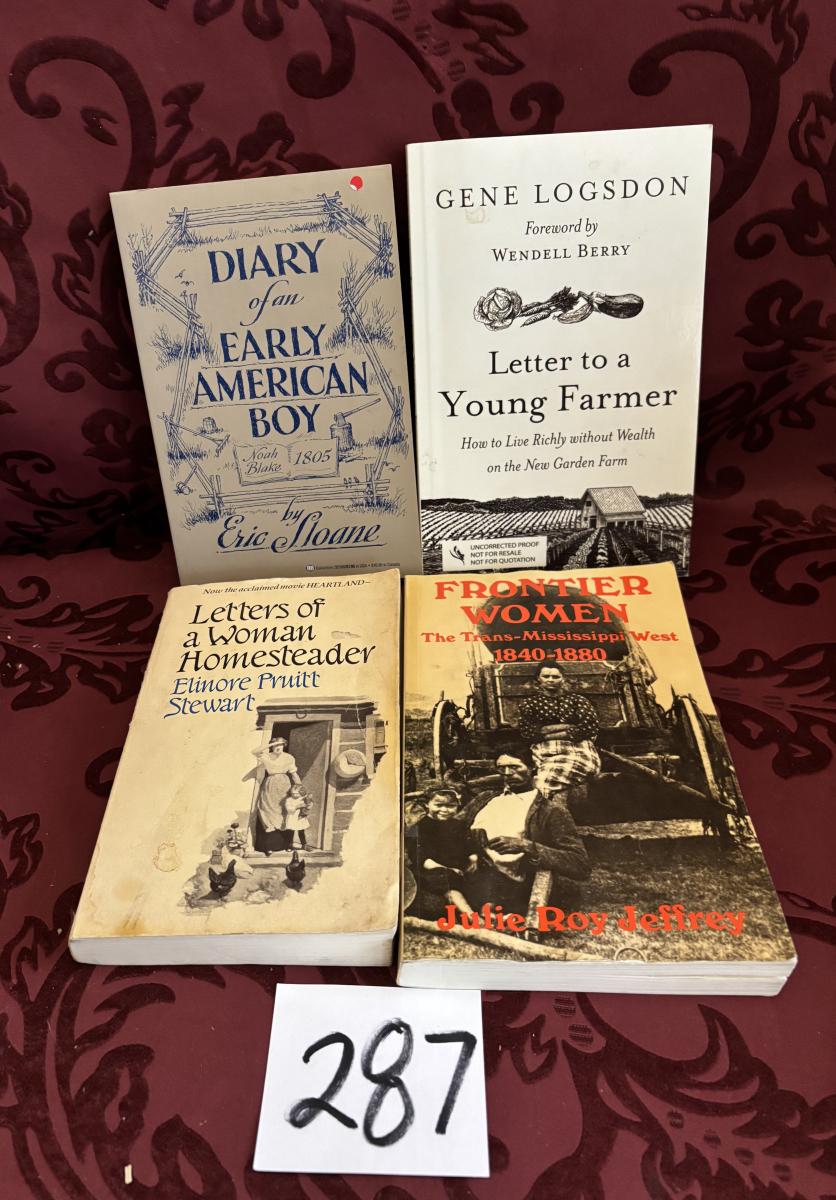 DIARY
of an
EARLY
AMERICAN
BOY
Noah
Blake
1805
by
Eric Sloane
GENE LOGSDON
Foreword by
WENDELL BERRY
Letter to a
Young Farmer
How to Live Richly without Wealth
on the New Garden Farm
UNCORRECTED PROOF
NOT FOR RESALE
NOT FOR QUOTATION
Now the acclaimed movie HEARTLAND—
Letters of
a Woman
Homesteader
Elinore Pruitt
Stewart
FRONTIER
WOMEN
The Trans-Mississippi West
1840-1880
Julie Roy Jeffrey
287